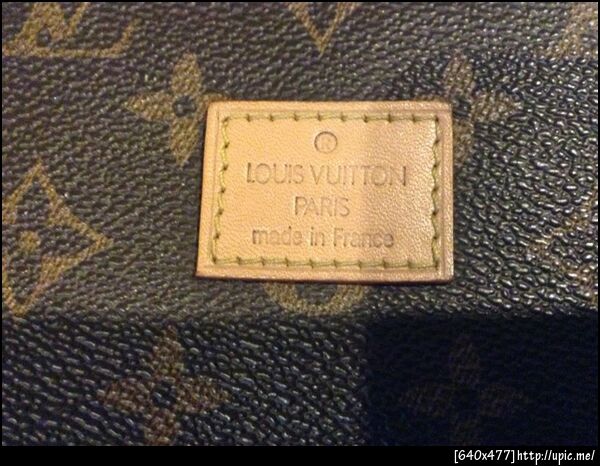 ®
LOUIS VUITTON
PARIS
made in France
[640x477]http://upic.me/